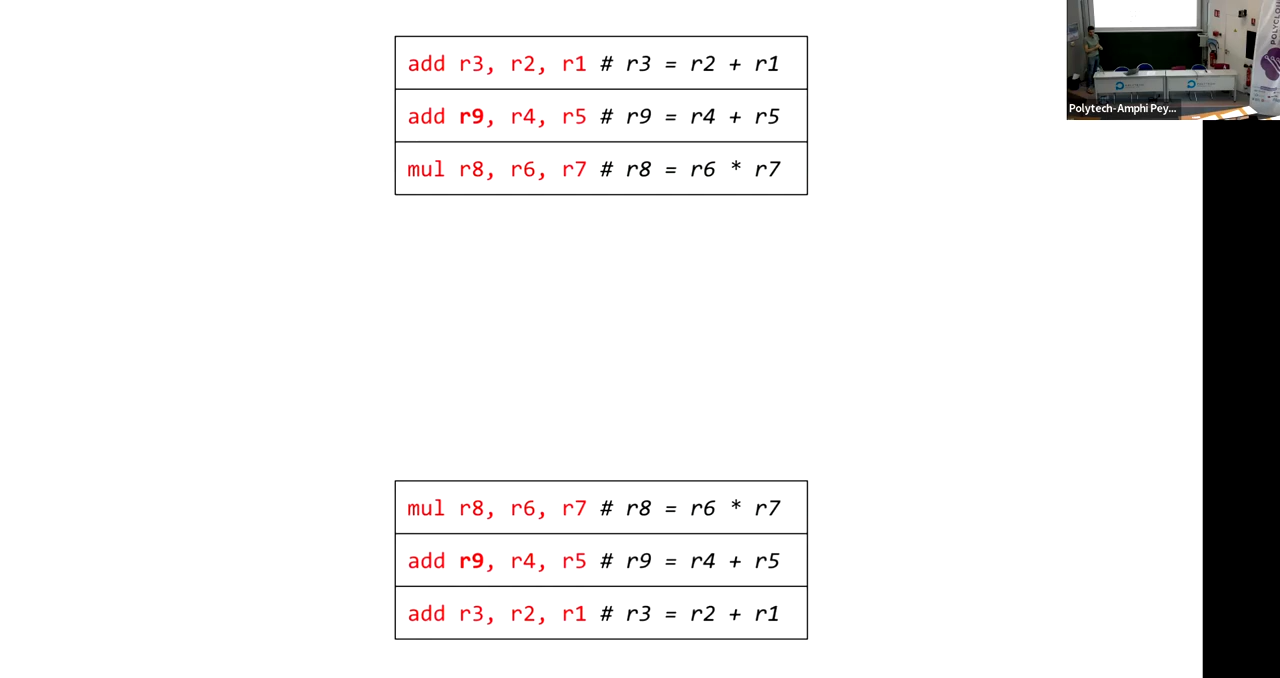 add r3, r2, r1 # r3 = r2 + r1
add r9, r4, r5 # r9 = r4 + r5
mul r8, r6, r7 # r8 = r6 * r7
Polytech-Amphi Pey...
mul r8, r6, r7 # r8 = r6 * r7
add r9, r4, r5 # r9 = r4 + r5
add r3, r2, r1 # r3 = r2 + r1